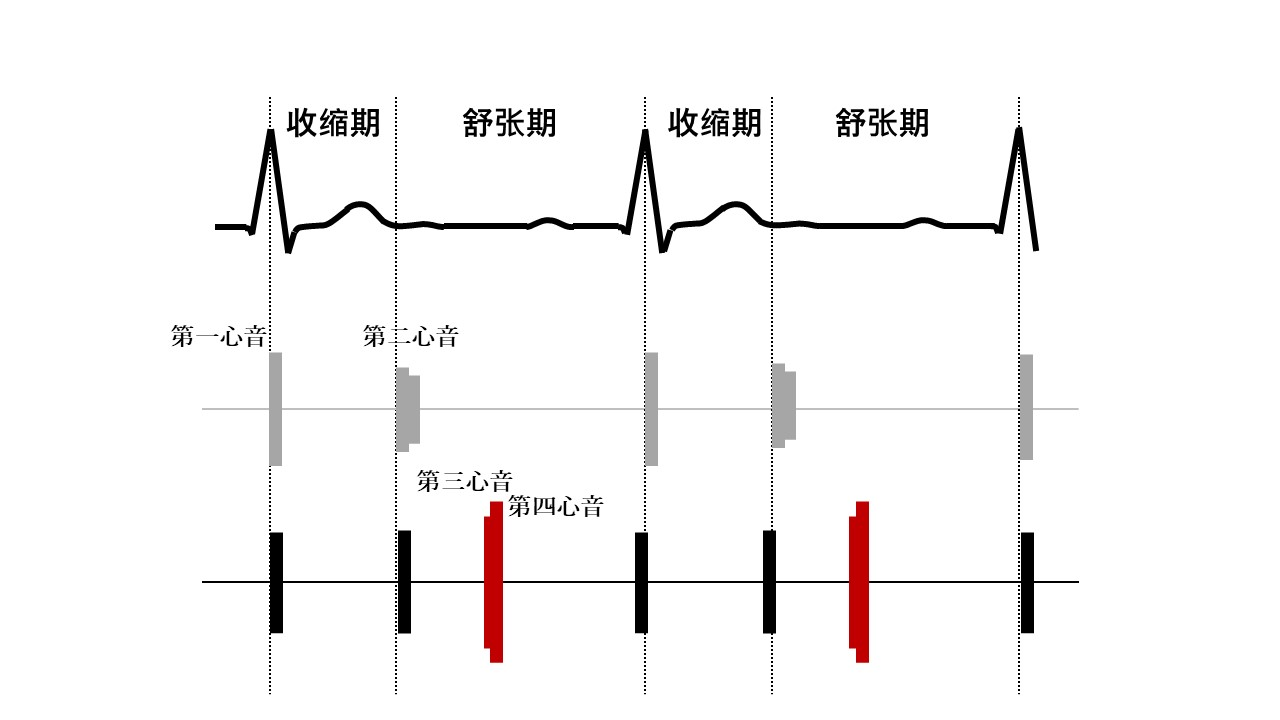 收缩期
舒张期
收缩期
舒张期
第一心音
第二心音
第三心音
第四心音